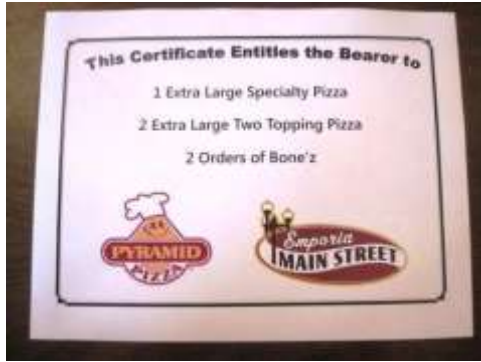 This Certificate Entitles the Bearer to
1 Extra Large Specialty Pizza
2 Extra Large Two Topping Pizza
2 Orders of Bone'z
PYRAMID
PIZZA
Emporia
MAIN STREET